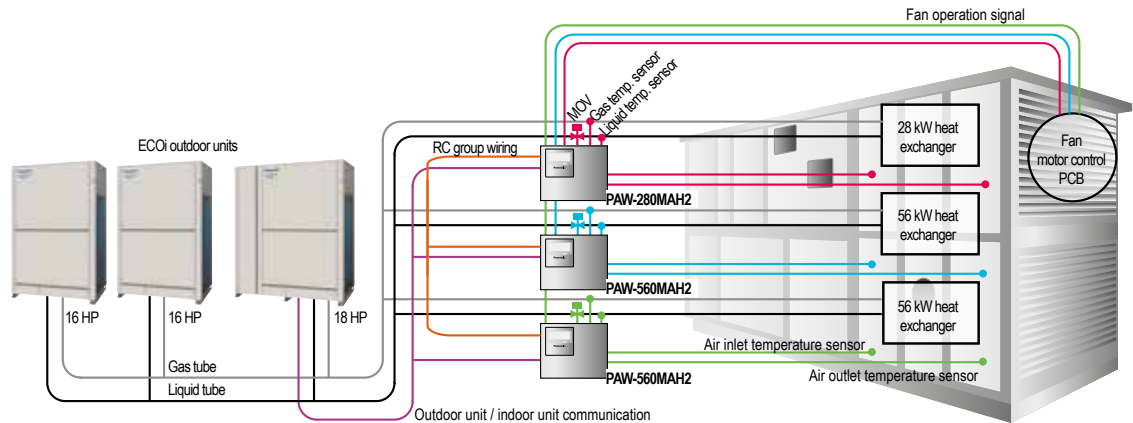 Fan operation signal
MOV
Gas temp. sensor
Liquid temp. sensor
ECOi outdoor units
RC group wiring
28 kW heat
exchanger
Fan
motor control
PCB
PAW-280MAH2
56 kW heat
exchanger
PAW-560MAH2
56 kW heat
exchanger
16 HP
16 HP
18 HP
Air inlet temperature sensor
Gas tube
Air outlet temperature sensor
PAW-560MAH2
Liquid tube
Outdoor unit / indoor unit communication